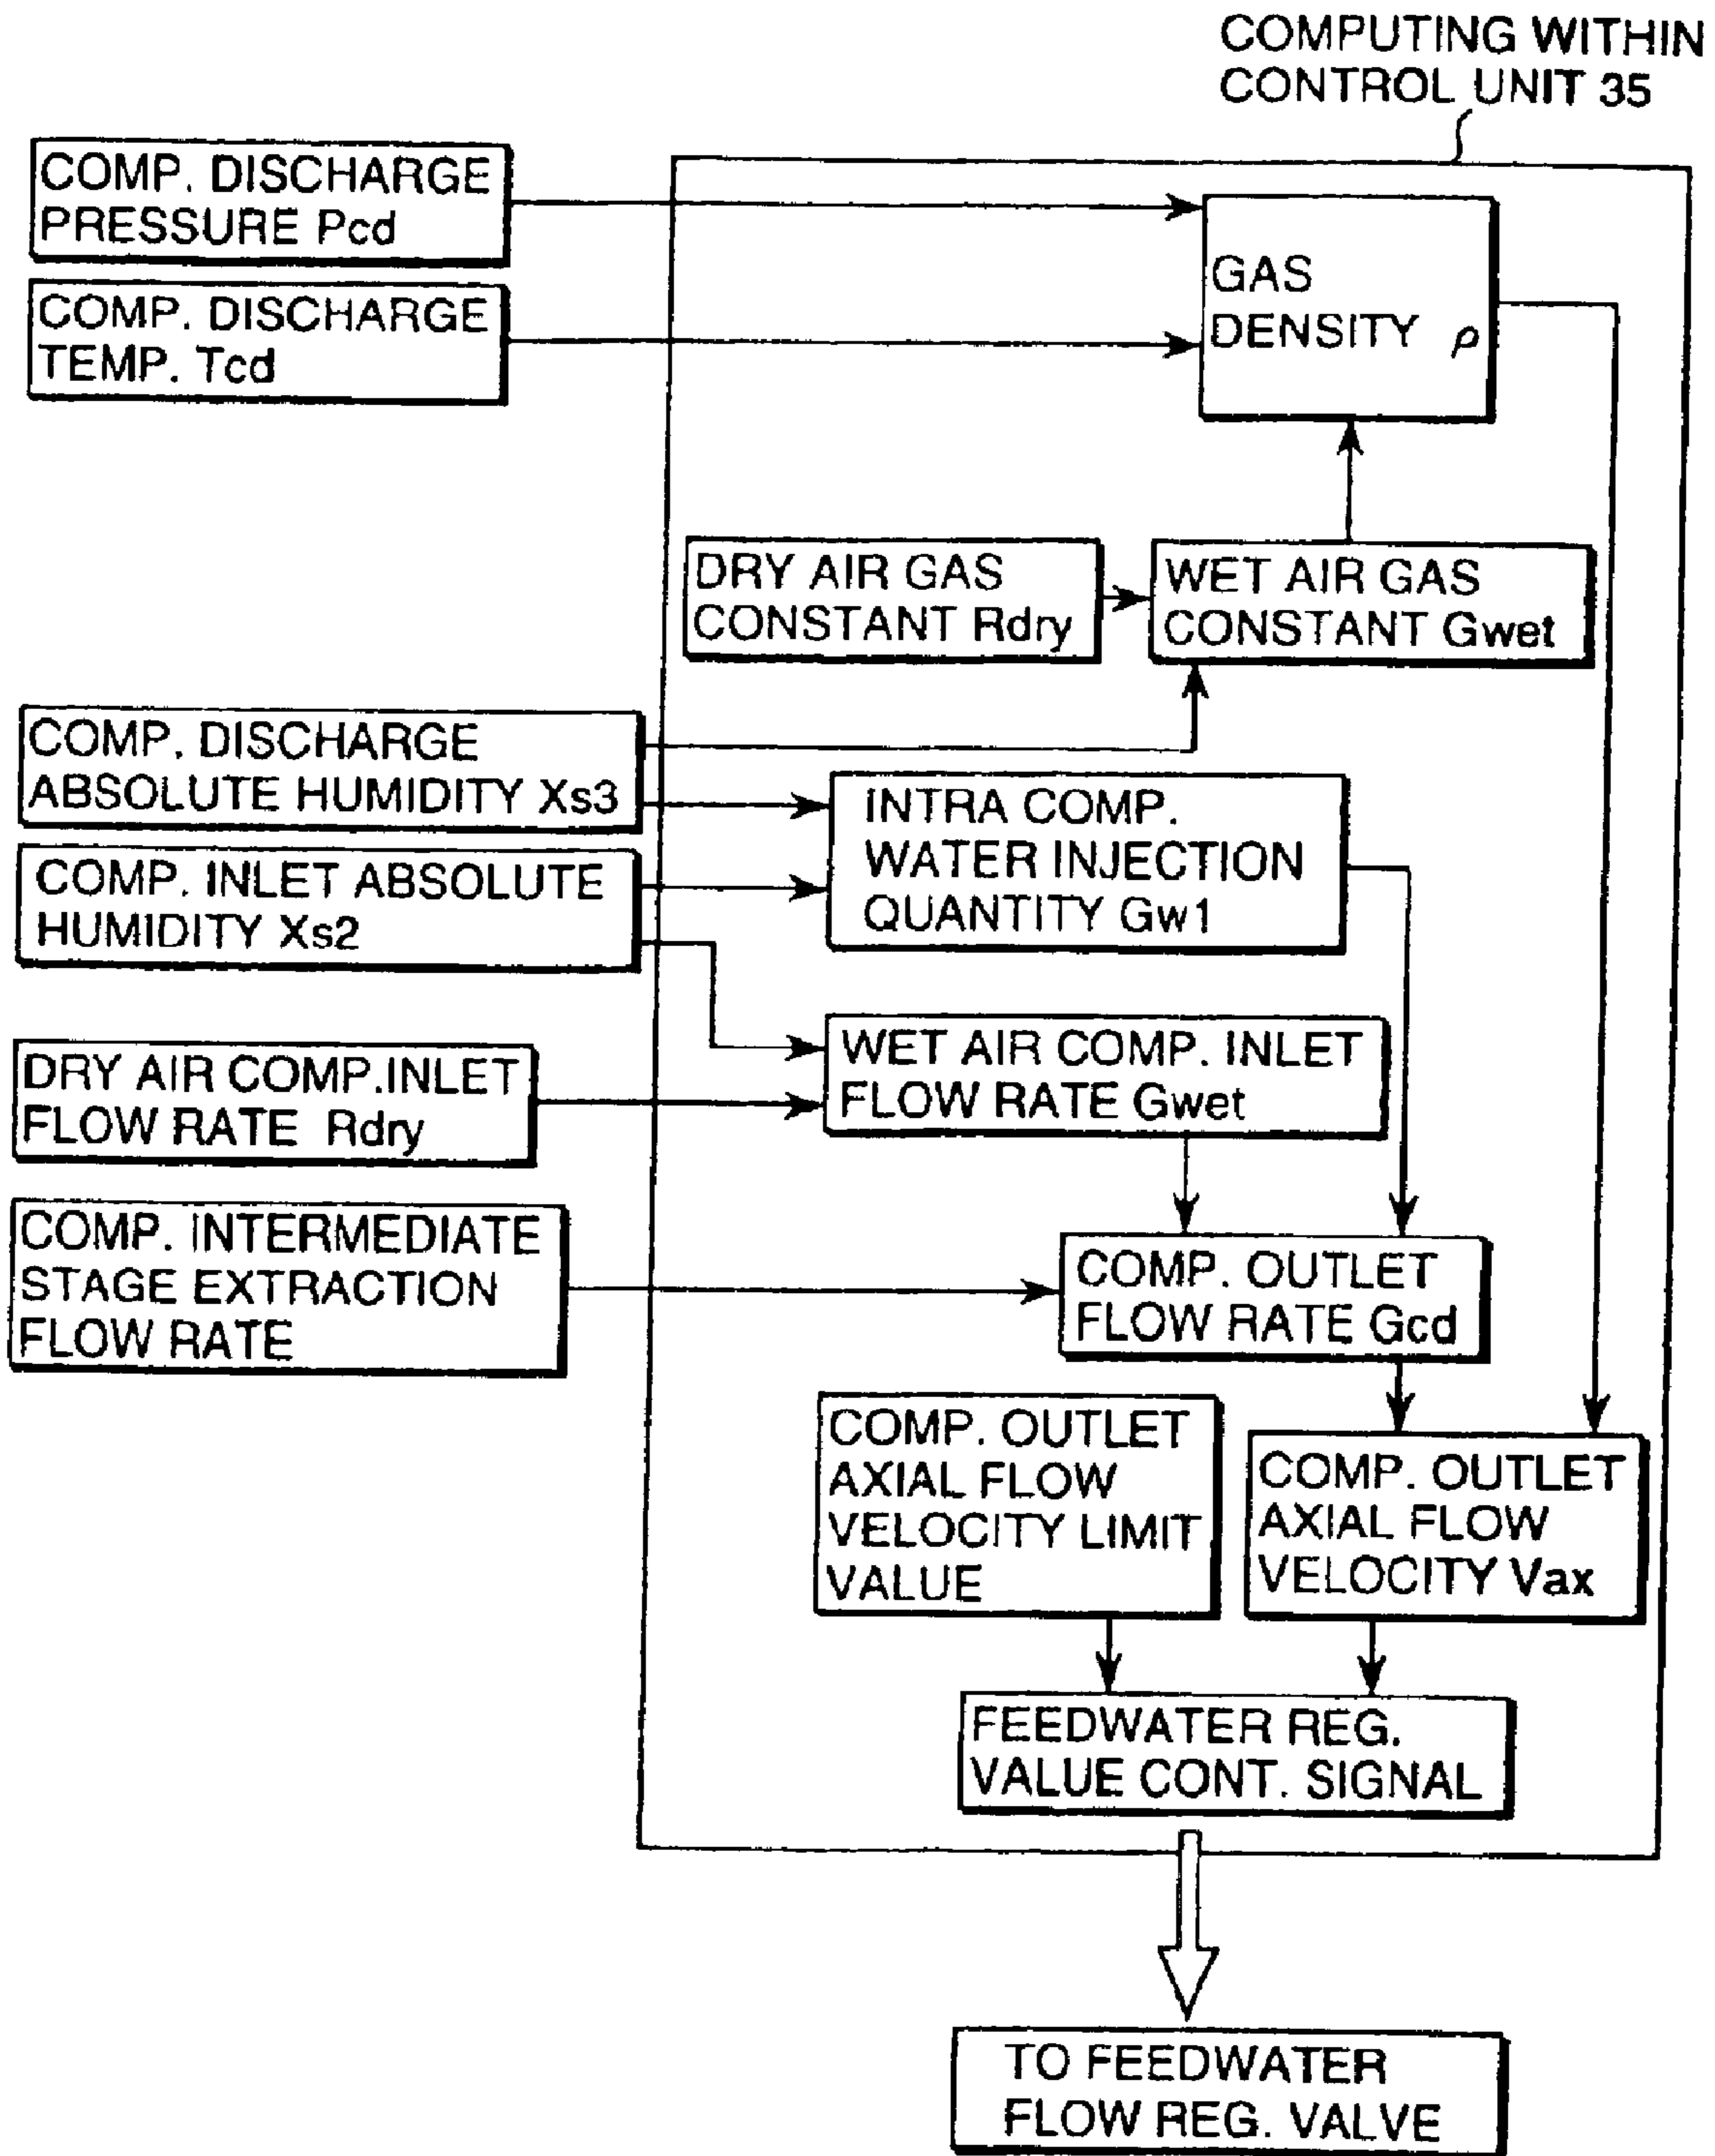 COMPUTING WITHIN
CONTROL UNIT 35
COMP. DISCHARGE
PRESSURE Pcd
COMP. DISCHARGE
TEMP. Tcd
GAS
DENSITY ρ
DRY AIR GAS
CONSTANT Rdry
WET AIR GAS
CONSTANT Gwet
COMP. DISCHARGE
ABSOLUTE HUMIDITY Xs3
COMP. INLET ABSOLUTE
HUMIDITY Xs2
INTRA COMP.
WATER INJECTION
QUANTITY Gw1
DRY AIR COMP.INLET
FLOW RATE Rdry
WET AIR COMP. INLET
FLOW RATE Gwet
COMP. INTERMEDIATE
STAGE EXTRACTION
FLOW RATE
COMP. OUTLET
FLOW RATE Gcd
COMP. OUTLET
AXIAL FLOW
VELOCITY LIMIT
VALUE
COMP. OUTLET
AXIAL FLOW
VELOCITY Vax
FEEDWATER REG.
VALUE CONT. SIGNAL
TO FEEDWATER
FLOW REG. VALVE